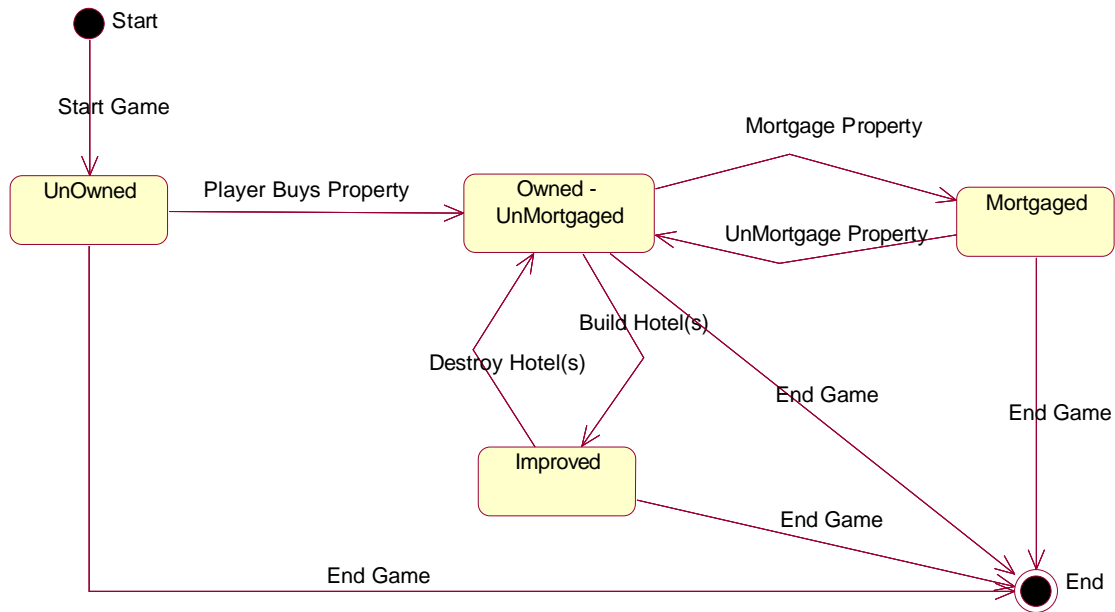 Start
Start Game
Mortgage Property
UnOwned
Player Buys Property
Owned -
UnMortgaged
Mortgaged
UnMortgage Property
Build Hotel(s)
Destroy Hotel(s)
End Game
End Game
Improved
End Game
End Game
End